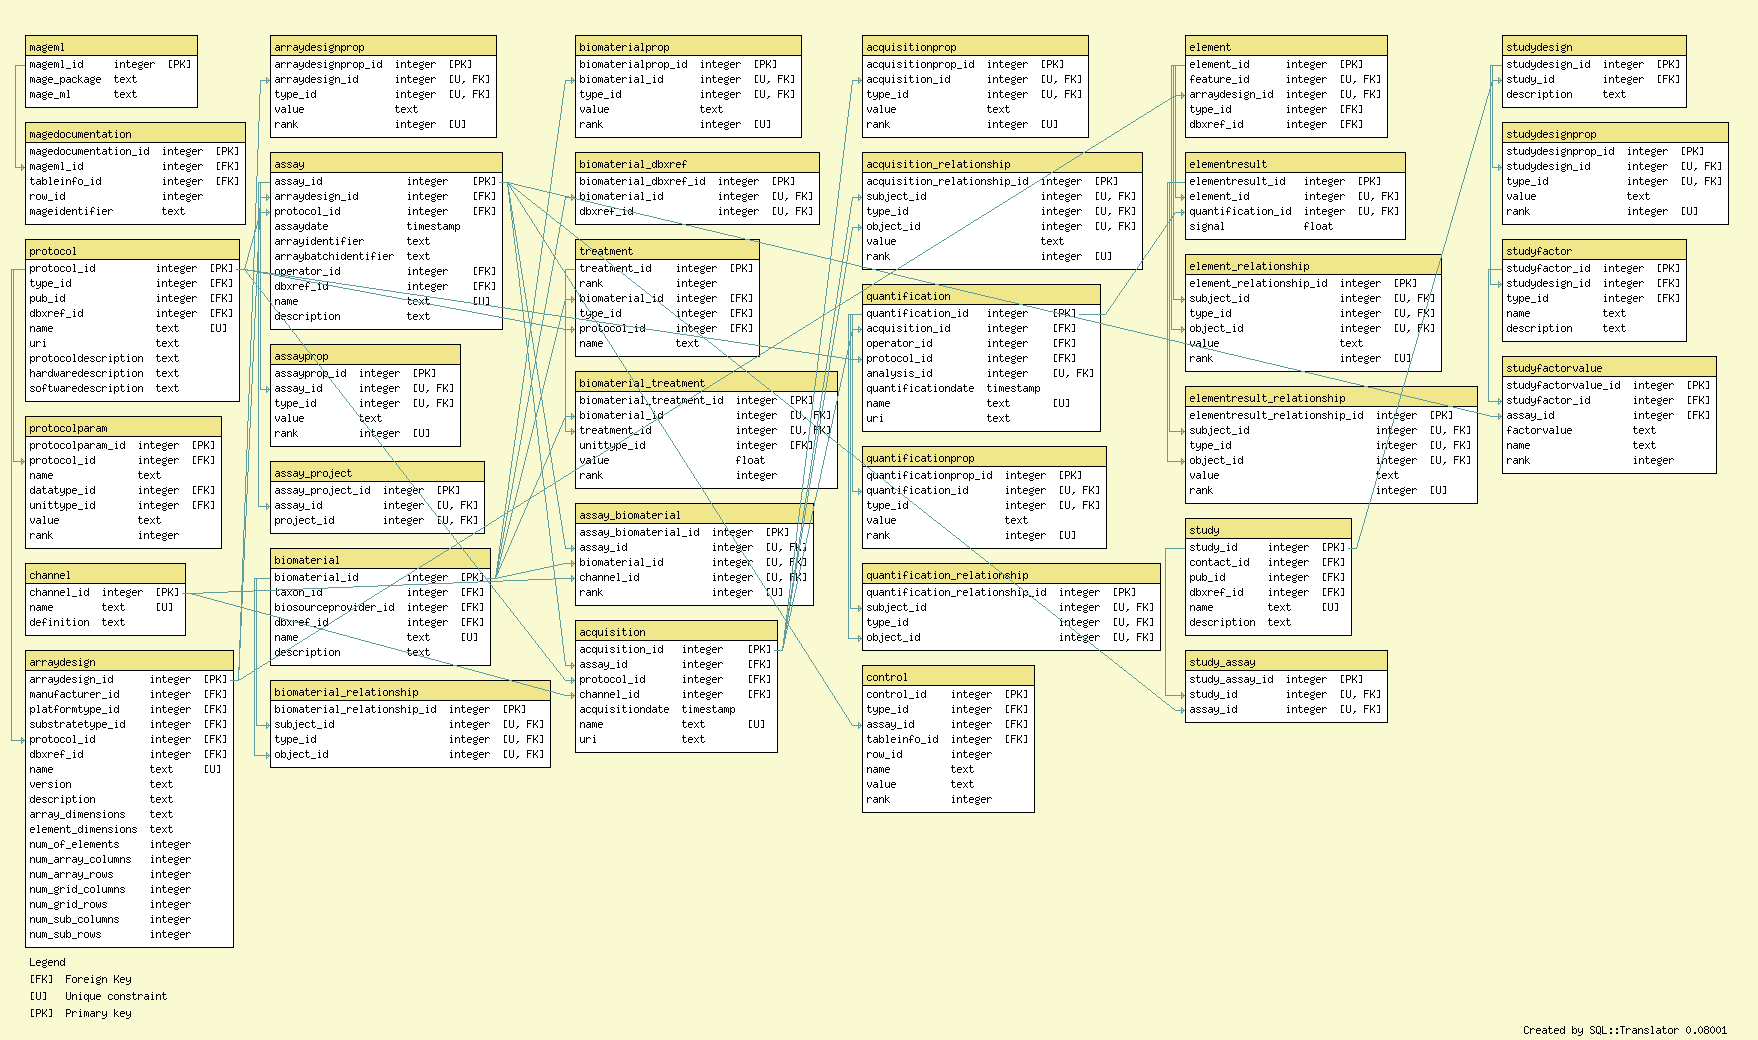 mageml
mageml_id integer [PK]
mage_package text
mage_ml text
magedocumentation
magedocumentation_id integer [PK]
mageml_id integer [FK]
tableinfo_id integer [FK]
row_id integer
mageidentifier text
protocol
protocol_id integer [PK]
type_id integer [FK]
pub_id integer [FK]
dbxref_id integer [FK]
name text [U]
uri text
protocoldescription text
hardwaredescription text
softwaredescription text
protocolparam
protocolparam_id integer [PK]
protocol_id integer [FK]
name text
datatype_id integer [FK]
unittype_id integer [FK]
value text
rank integer
channel
channel_id integer [PK]
name text [U]
definition text
arraydesign
arraydesign_id integer [PK]
manufacturer_id integer [FK]
platformtype_id integer [FK]
substratetype_id integer [FK]
protocol_id integer [FK]
dbxref_id integer [FK]
name text [U]
version text
description text
array_dimensions text
element_dimensions text
num_of_elements integer
num_array_columns integer
num_array_rows integer
num_grid_columns integer
num_grid_rows integer
num_sub_columns integer
num_sub_rows integer
Legend
[FK] Foreign Key
[U] Unique constraint
[PK] Primary key
arraydesignprop
arraydesignprop_id integer [PK]
arraydesign_id integer [U, FK]
type_id integer [U, FK]
value text
rank integer [U]
assay
assay_id integer [PK]
arraydesign_id integer [FK]
protocol_id integer [FK]
assaydate timestamp
arrayidentifier text
arraybatchidentifier text
operator_id integer [FK]
dbxref_id integer [FK]
name text [U]
description text
assayprop
assayprop_id integer [PK]
assay_id integer [U, FK]
type_id integer [U, FK]
value text
rank integer [U]
assay_project
assay_project_id integer [PK]
assay_id integer [U, FK]
project_id integer [U, FK]
biomaterial
biomaterial_id integer [PK]
taxon_id integer [FK]
biosourceprovider_id integer [FK]
dbxref_id integer [FK]
name text [U]
description text
biomaterial_relationship
biomaterial_relationship_id integer [PK]
subject_id integer [U, FK]
type_id integer [U, FK]
object_id integer [U, FK]
biomaterialprop
biomaterialprop_id integer [PK]
biomaterial_id integer [U, FK]
type_id integer [U, FK]
value text
rank integer [U]
biomaterial_dbxref
biomaterial_dbxref_id integer [PK]
biomaterial_id integer [U, FK]
dbxref_id integer [U, FK]
treatment
treatment_id integer [PK]
rank integer
biomaterial_id integer [FK]
type_id integer [FK]
protocol_id integer [FK]
name text
biomaterial_treatment
biomaterial_treatment_id integer [PK]
biomaterial_id integer [U, FK]
treatment_id integer [U, FK]
unittype_id integer [FK]
value float
rank integer
assay_biomaterial
assay_biomaterial_id integer [PK]
assay_id integer [U, FK]
biomaterial_id integer [U, FK]
channel_id integer [U, FK]
rank integer [U]
acquisition
acquisition_id integer [PK]
assay_id integer [FK]
protocol_id integer [FK]
channel_id integer [FK]
acquisitiondate timestamp
name text [U]
uri text
acquisitionprop
acquisitionprop_id integer [PK]
acquisition_id integer [U, FK]
type_id integer [U, FK]
value text
rank integer [U]
acquisition_relationship
acquisition_relationship_id integer [PK]
subject_id integer [U, FK]
type_id integer [U, FK]
object_id integer [U, FK]
value text
rank integer [U]
quantification
quantification_id integer [PK]
acquisition_id integer [FK]
operator_id integer [FK]
protocol_id integer [FK]
analysis_id integer [U, FK]
quantificationdate timestamp
name text [U]
uri text
quantificationprop
quantificationprop_id integer [PK]
quantification_id integer [U, FK]
type_id integer [U, FK]
value text
rank integer [U]
quantification_relationship
quantification_relationship_id integer [PK]
subject_id integer [U, FK]
type_id integer [U, FK]
object_id integer [U, FK]
control
control_id integer [PK]
type_id integer [FK]
assay_id integer [FK]
tableinfo_id integer [FK]
row_id integer
name text
value text
rank integer
element
element_id integer [PK]
feature_id integer [U, FK]
arraydesign_id integer [U, FK]
type_id integer [FK]
dbxref_id integer [FK]
elementresult
elementresult_id integer [PK]
element_id integer [U, FK]
quantification_id integer [U, FK]
signal float
element_relationship
element_relationship_id integer [PK]
subject_id integer [U, FK]
type_id integer [U, FK]
object_id integer [U, FK]
value text
rank integer [U]
elementresult_relationship
elementresult_relationship_id integer [PK]
subject_id integer [U, FK]
type_id integer [U, FK]
object_id integer [U, FK]
value text
rank integer [U]
study
study_id integer [PK]
contact_id integer [FK]
pub_id integer [FK]
dbxref_id integer [FK]
name text [U]
description text
study_assay
study_assay_id integer [PK]
study_id integer [U, FK]
assay_id integer [U, FK]
studydesign
studydesign_id integer [PK]
study_id integer [FK]
description text
studydesignprop
studydesignprop_id integer [PK]
studydesign_id integer [U, FK]
type_id integer [U, FK]
value text
rank integer [U]
studyfactor
studyfactor_id integer [PK]
studydesign_id integer [FK]
type_id integer [FK]
name text
description text
studyfactorvalue
studyfactorvalue_id integer [PK]
studyfactor_id integer [FK]
assay_id integer [FK]
factorvalue text
name text
rank integer
Created by SQL::Translator 0.08001